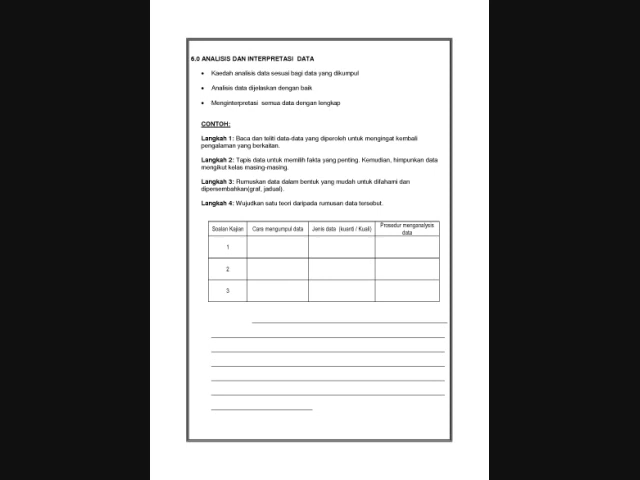 6.0 ANALISIS DAN INTERPRETASI DATA
• Kaedah analisis data sesuai bagi data yang dikumpul
• Analisis data dijelaskan dengan baik
• Menginterpretasi semua data dengan lengkap
CONTOH:
Langkah 1: Baca dan teliti data-data yang diperoleh untuk mengingat kembali
pengalaman yang berkaitan.
Langkah 2: Tapis data untuk memilih fakta yang penting. Kemudian, himpunkan data
mengikut kelas masing-masing.
Langkah 3: Rumuskan data dalam bentuk yang mudah untuk difahami dan
dipersembahkan(graf, jadual).
Langkah 4: Wujudkan satu teori daripada rumusan data tersebut.
Soalan Kajian Cara mengumpul data Jenis data (kuanti / Kuali) Prosedur menganalysis
data
1
2
3